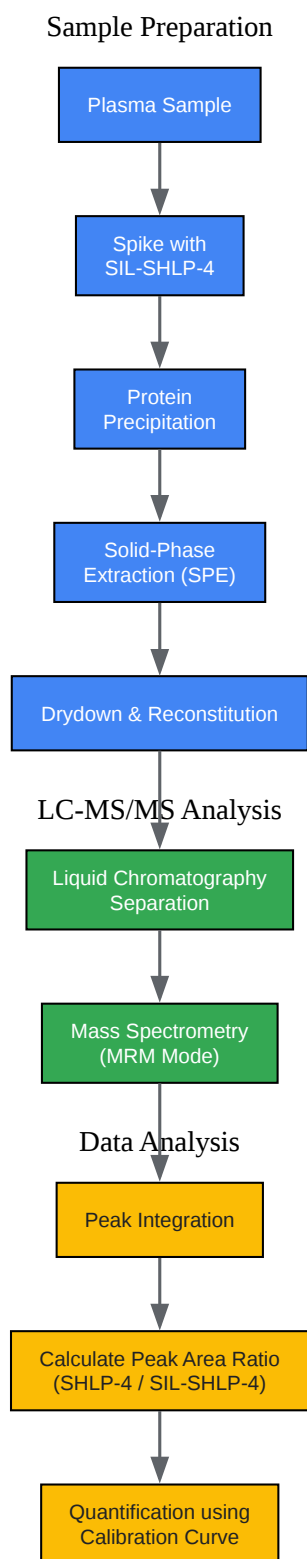 Sample Preparation
Plasma Sample
Spike with
SIL-SHLP-4
Protein
Precipitation
Solid-Phase
Extraction (SPE)
Drydown & Reconstitution
LC-MS/MS Analysis
Liquid Chromatography
Separation
Mass Spectrometry
(MRM Mode)
Data Analysis
Peak Integration
Calculate Peak Area Ratio
(SHLP-4 / SIL-SHLP-4)
Quantification using
Calibration Curve